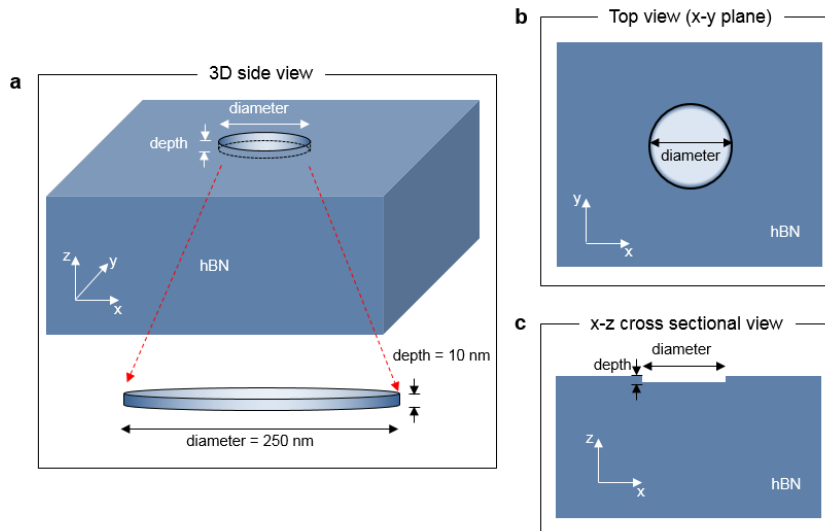 a
3D side view
diameter
depth
z
y
x
hBN
depth = 10 nm
diameter = 250 nm
b
Top view (x-y plane)
diameter
y
x
hBN
c
x-z cross sectional view
diameter
depth
z
x
hBN